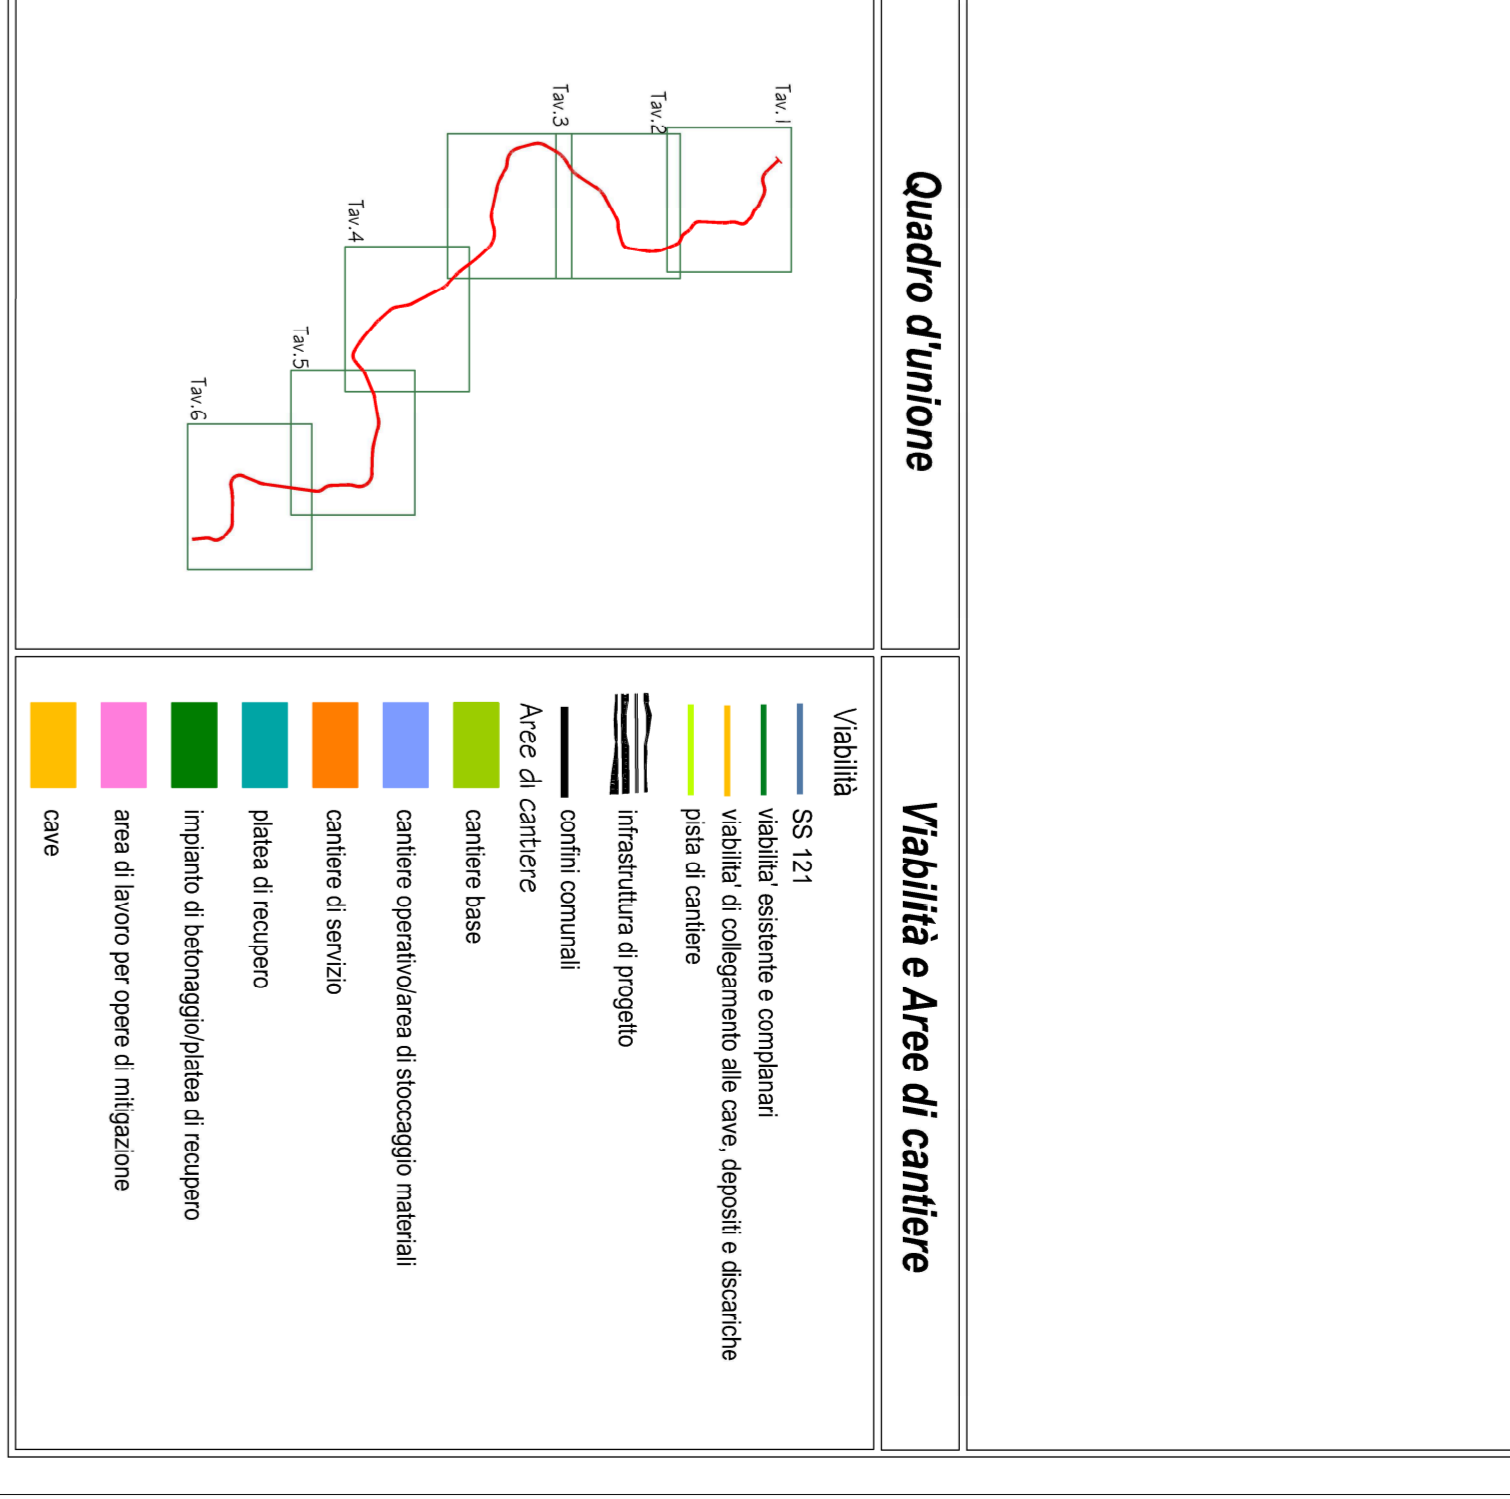 Quadro d'unione
Tav.1
Tav.2
Tav.3
Tav.4
Tav.5
Tav.6
Viabilità e Aree di cantiere
Viabilità
SS 121
viabilita' esistente e complanari
viabilita' di collegamento alle cave, depositi e discariche
pista di cantiere
infrastruttura di progetto
confini comunali
Aree di cantiere
cantiere base
cantiere operativo/area di stoccaggio materiali
cantiere di servizio
platea di recupero
impianto di betonaggio/platea di recupero
area di lavoro per opere di mitigazione
cave